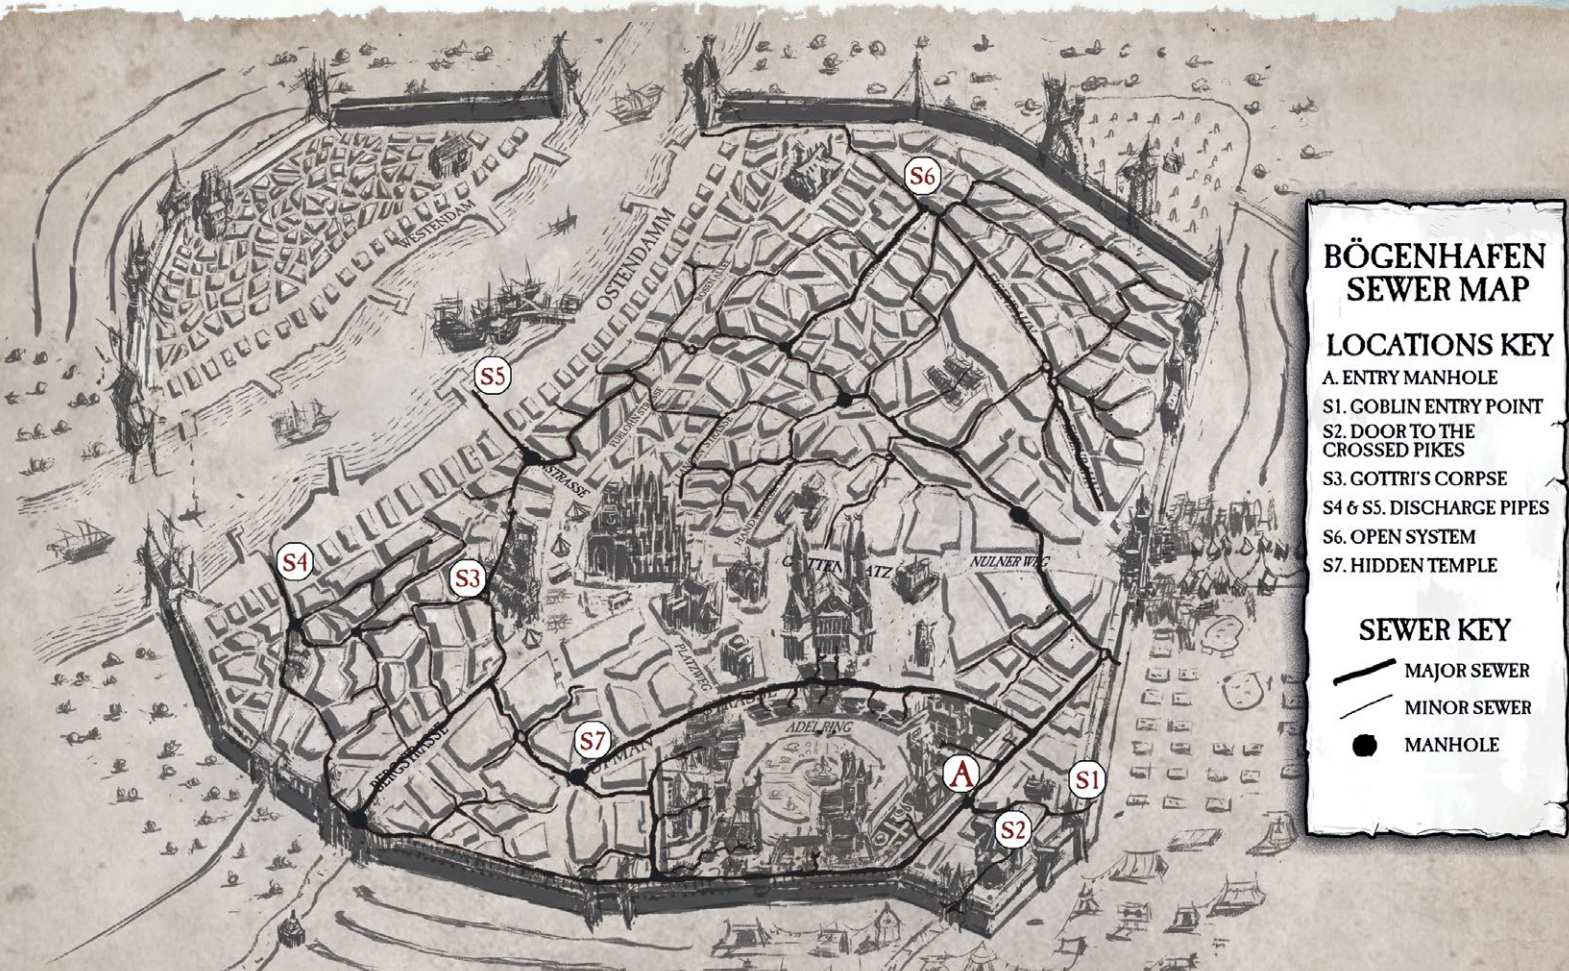 WESTENDAM
OSTENDAMM
S6
S5
S4
S3
NULNER WEG
PLATZWEG
S7
ADELRING
BERGSTRASSE
A
S1
S2
BÖGENHAFEN
SEWER MAP
LOCATIONS KEY
A. ENTRY MANHOLE
S1. GOBLIN ENTRY POINT
S2. DOOR TO THE
CROSSED PIKES
S3. GOTTRI'S CORPSE
S4 & S5. DISCHARGE PIPES
S6. OPEN SYSTEM
S7. HIDDEN TEMPLE
SEWER KEY
MAJOR SEWER
MINOR SEWER
MANHOLE